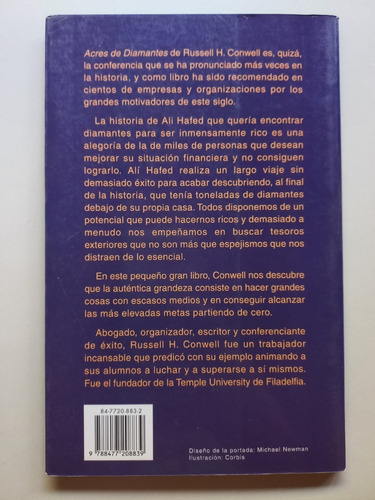 Acres de Diamantes de Russell H. Conwell es, quizá,
la conferencia que se ha pronunciado más veces en
la historia, y como libro ha sido recomendado en
cientos de empresas y organizaciones por los
grandes motivadores de este siglo.
La historia de Ali Hafed que quería encontrar
diamantes para ser inmensamente rico es una
alegoría de la de miles de personas que desean
mejorar su situación financiera y no consiguen
lograrlo. Alí Hafed realiza un largo viaje sin
demasiado éxito para acabar descubriendo, al final
de la historia, que tenía toneladas de diamantes
debajo de su propia casa. Todos disponemos de un
potencial que puede hacernos ricos y demasiado a
menudo nos empeñamos en buscar tesoros
exteriores que no son más que espejismos que nos
distraen de lo esencial.
En este pequeño gran libro, Conwell nos descubre
que la auténtica grandeza consiste en hacer grandes
cosas con escasos medios y en conseguir alcanzar
las más elevadas metas partiendo de cero.
Abogado, organizador, escritor y conferenciante
de éxito, Russell H. Conwell fue un trabajador
incansable que predicó con su ejemplo animando a
sus alumnos a luchar y a superarse a sí mismos.
Fue el fundador de la Temple University de Filadelfia.
84-7720-883-2
9 788477 208839
Diseño de la portada: Michael Newman
Ilustración: Corbis